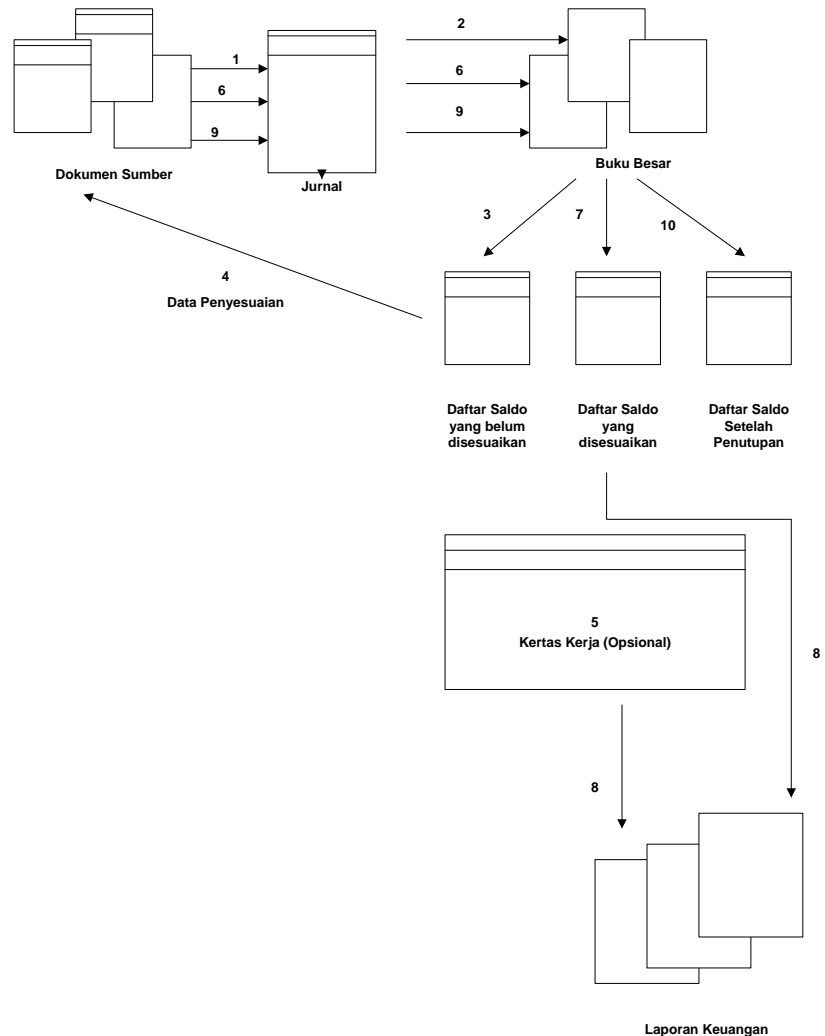 2
1
6
6
9
9
Dokumen Sumber
Jurnal
Buku Besar
3
7
10
4
Data Penyesuaian
Daftar Saldo
yang belum
disesuaikan
Daftar Saldo
yang
disesuaikan
Daftar Saldo
Setelah
Penutupan
5
Kertas Kerja (Opsional)
8
8
Laporan Keuangan